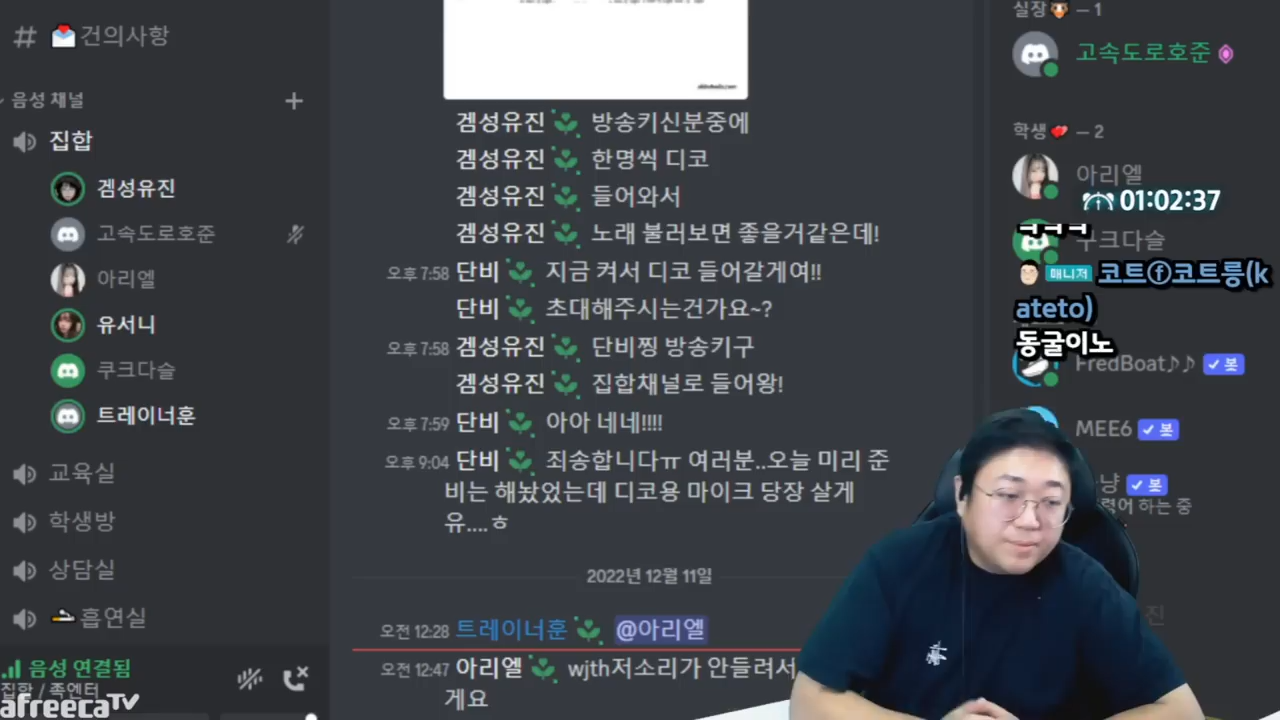 # 건의사항
음성 채널
집합
겜성유진
고속도로호준
아리엘
유서니
쿠크다슬
트레이너훈
교육실
학생방
상담실
흡연실
음성 연결됨
집합 / 족엔터
afreecaTV
겜성유진 방송키신분중에
겜성유진 한명씩 디코
겜성유진 들어와서
겜성유진 노래 불러보면 좋을거같은데!
오후 7:58 단비 지금 켜서 디코 들어갈게여!!
단비 초대해주시는건가요~?
오후 7:58 겜성유진 단비찡 방송키구
겜성유진 집합채널로 들어왕!
오후 7:59 단비 아아 네네!!!!
오후 9:04 단비 죄송합니다ㅠ 여러분..오늘 미리 준
비는 해놨었는데 디코용 마이크 당장 살게
유....ㅎ
2022년 12월 11일
오전 12:28 트레이너훈 @아리엘
오전 12:47 아리엘 wjth저소리가 안들려서
게요
실장 – 1
고속도로호준
학생 – 2
아리엘
01:02:37
ㅋㅋㅋ
쿠크다슬
매니저 코트ⓕ코트릉(k
ateto)
동굴이노
FredBoat♪♪ 봇
MEE6 봇
냥 봇
령어 하는 중
진